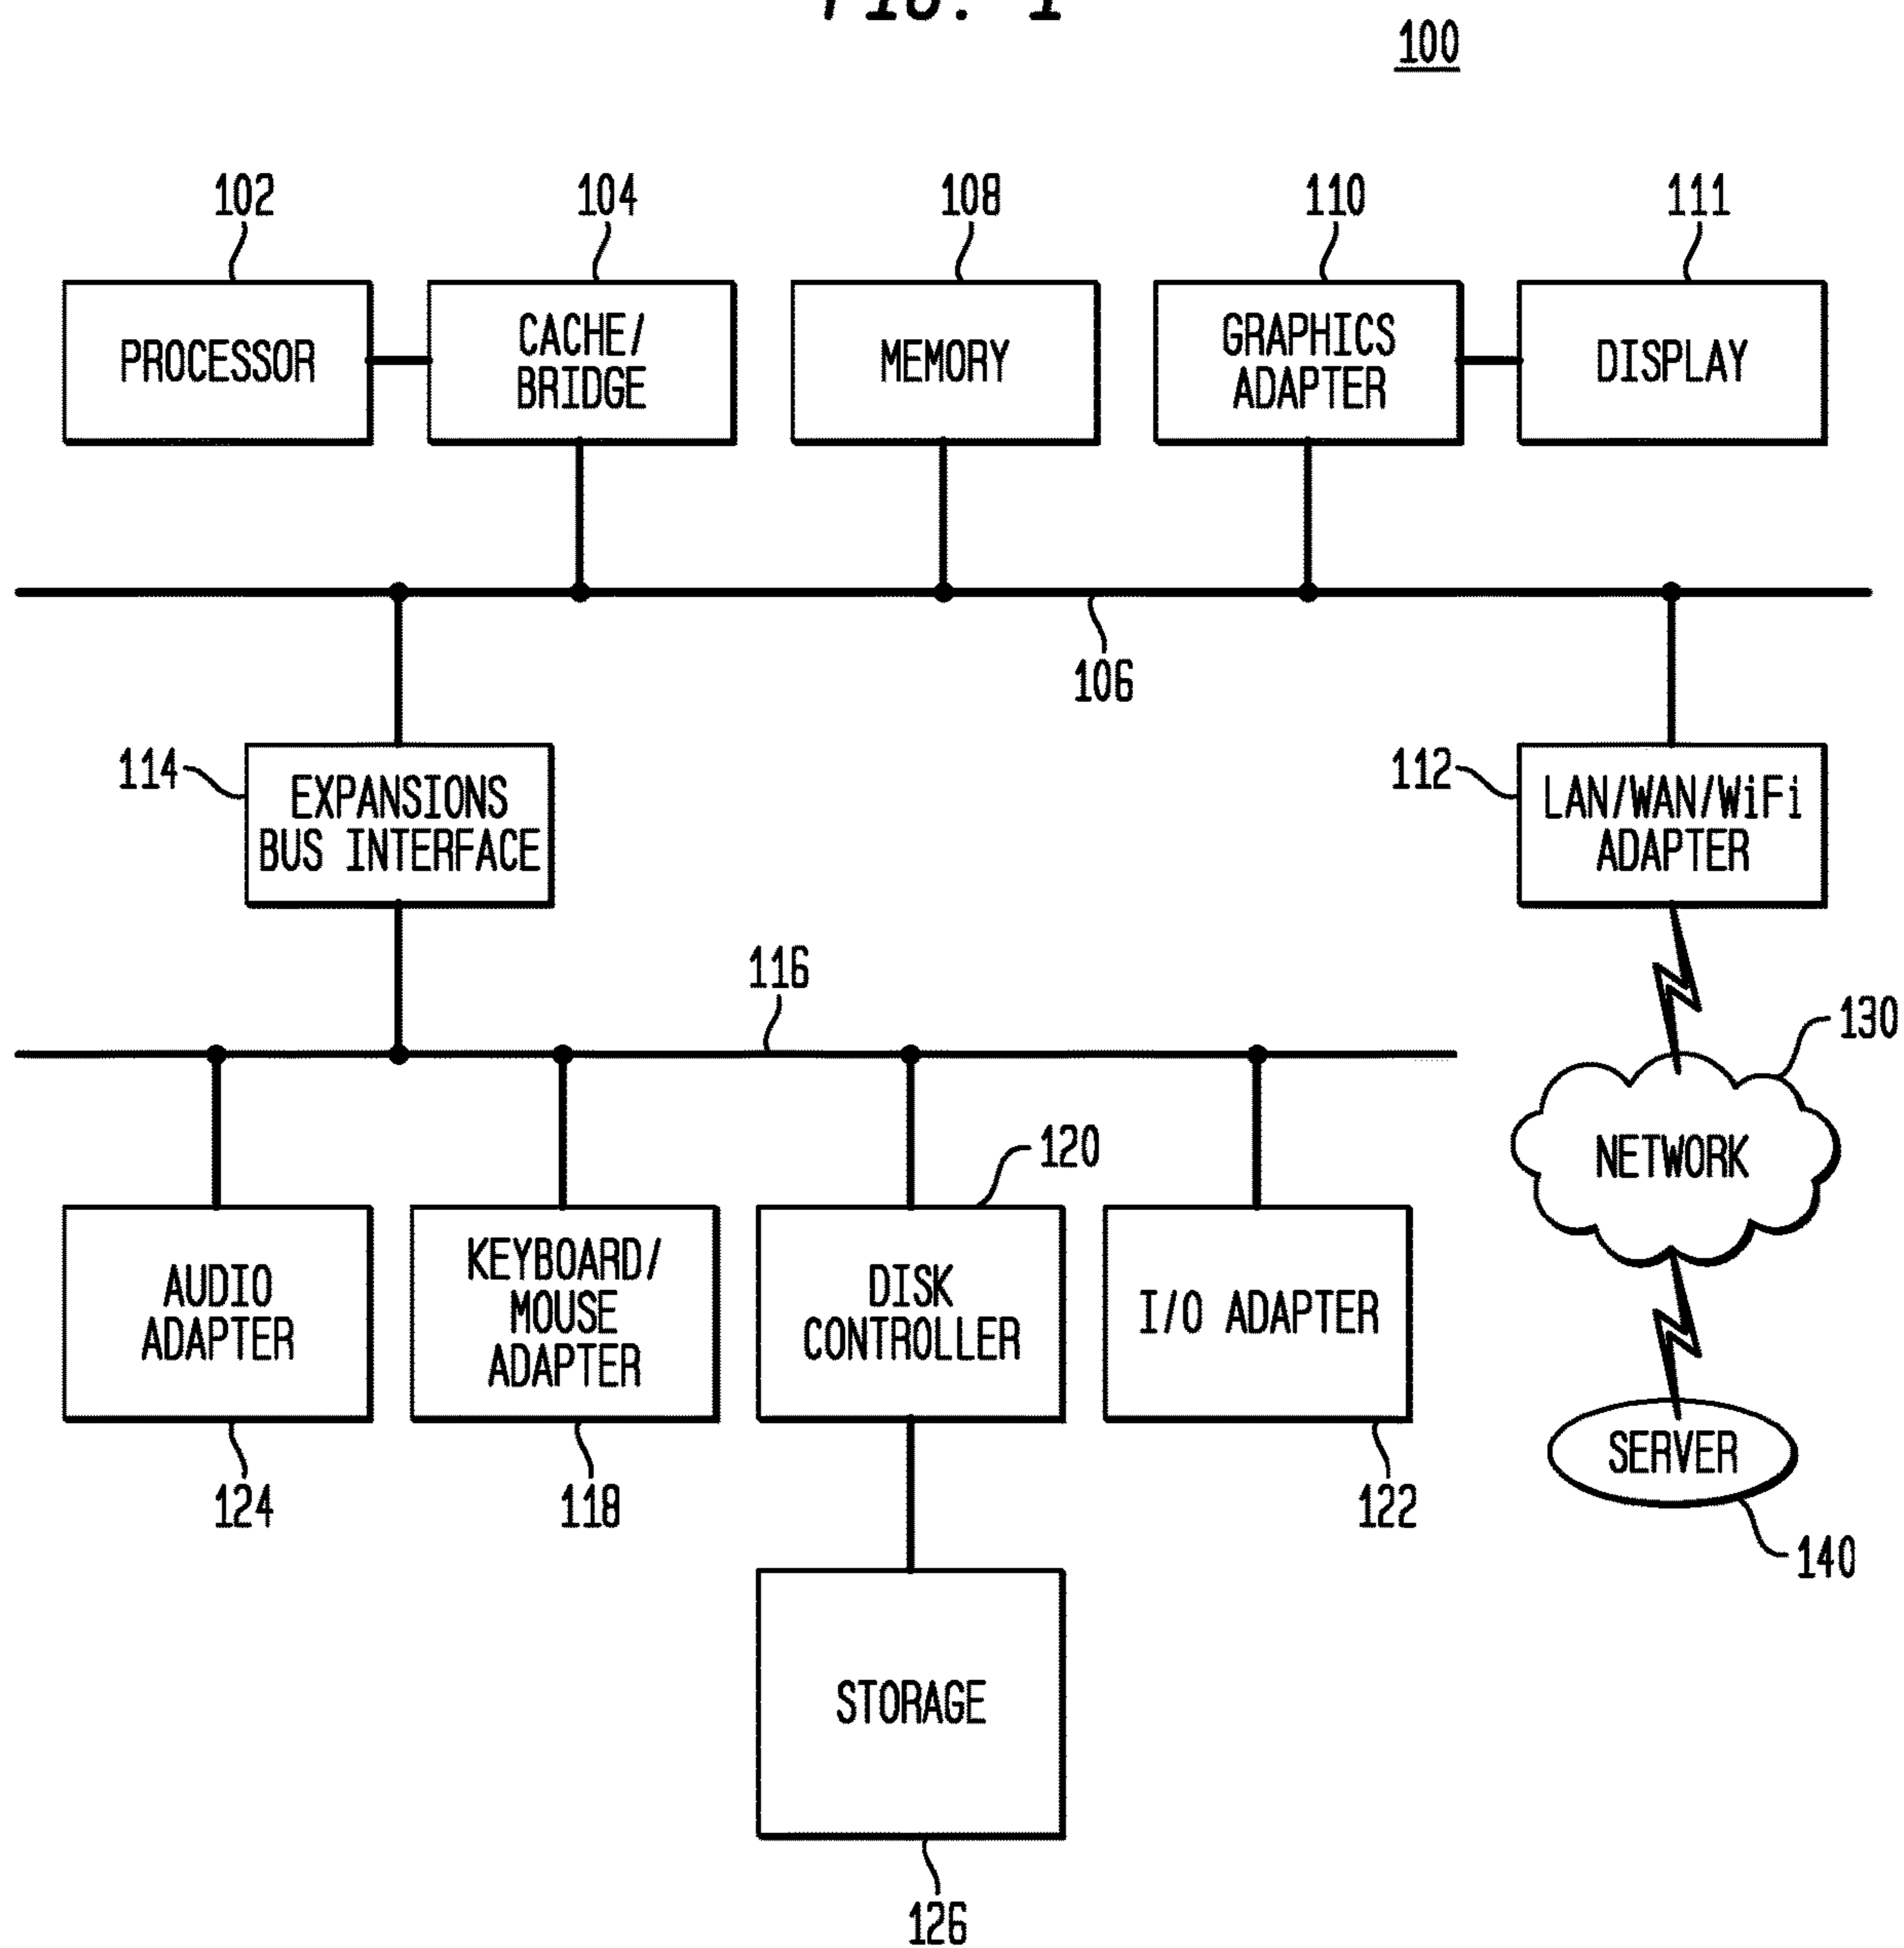 FIG. 1
100
102
104
108
110
111
PROCESSOR
CACHE/
BRIDGE
MEMORY
GRAPHICS
ADAPTER
DISPLAY
106
114
EXPANSIONS
BUS INTERFACE
112
LAN/WAN/WiFi
ADAPTER
116
130
NETWORK
120
AUDIO
ADAPTER
KEYBOARD/
MOUSE
ADAPTER
DISK
CONTROLLER
I/O ADAPTER
SERVER
124
118
122
140
STORAGE
126